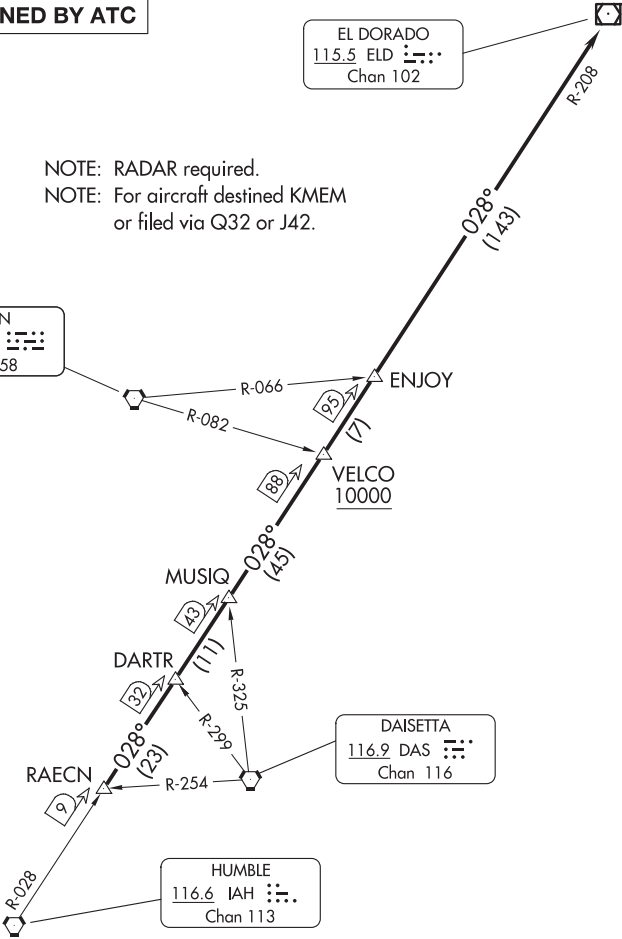 NED BY ATC
EL DORADO
115.5 ELD
Chan 102
R-208
NOTE: RADAR required.
NOTE: For aircraft destined KMEM
or filed via Q32 or J42.
028°
(143)
N
58
R-066
ENJOY
95
R-082
(7)
VELCO
10000
88
028°
(45)
MUSIQ
43
(11)
R-325
DARTR
32
R-299
028°
(23)
DAISETTA
116.9 DAS
Chan 116
RAECN
R-254
9
R-028
HUMBLE
116.6 IAH
Chan 113